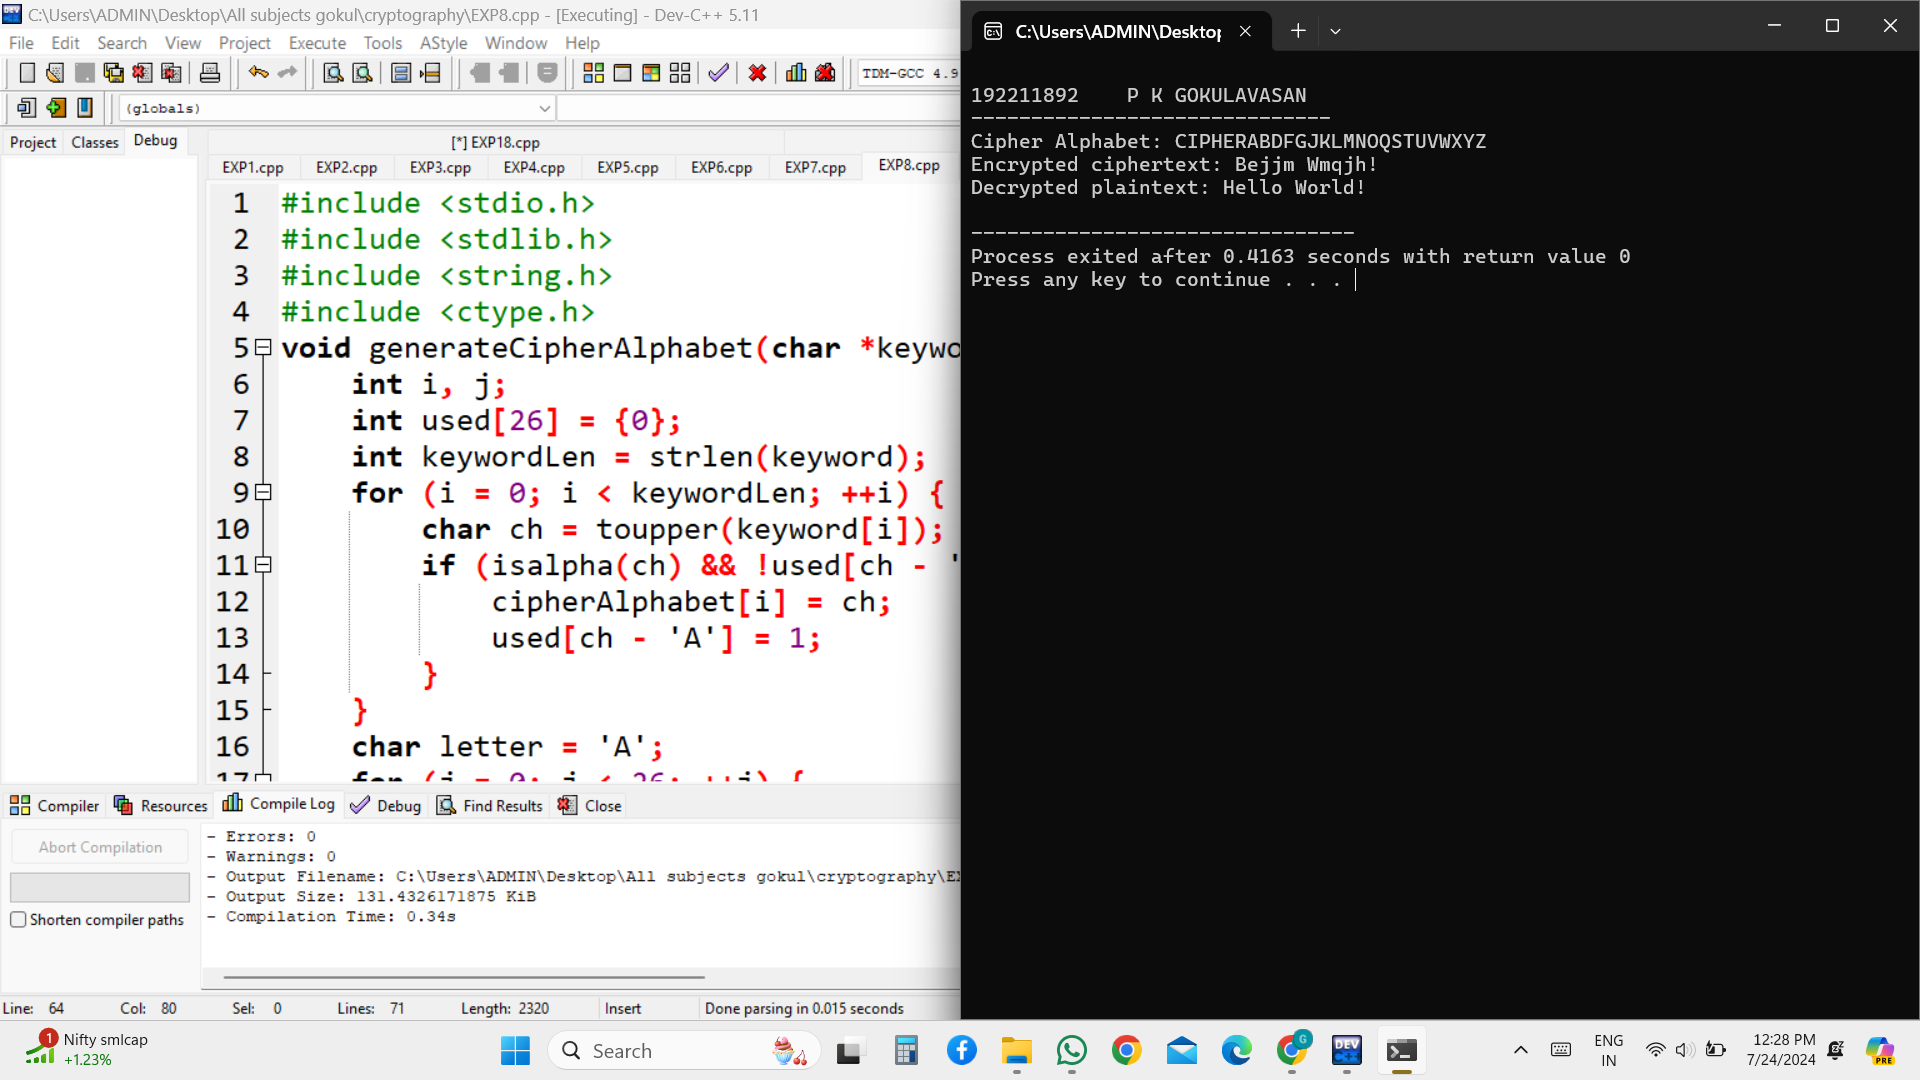 C:\Users\ADMIN\Desktop\All subjects gokul\cryptography\EXP8.cpp - [Executing] - Dev-C++ 5.11
File Edit Search View Project Execute Tools AStyle Window Help
TDM-GCC 4.9
(globals)
Project Classes Debug
[*] EXP18.cpp
EXP1.cpp EXP2.cpp EXP3.cpp EXP4.cpp EXP5.cpp EXP6.cpp EXP7.cpp EXP8.cpp
1 #include <stdio.h>
2 #include <stdlib.h>
3 #include <string.h>
4 #include <ctype.h>
5 void generateCipherAlphabet(char *keywo
6 int i, j;
7 int used[26] = {0};
8 int keywordLen = strlen(keyword);
9 for (i = 0; i < keywordLen; ++i) {
10 char ch = toupper(keyword[i]);
11 if (isalpha(ch) && !used[ch - '
12 cipherAlphabet[i] = ch;
13 used[ch - 'A'] = 1;
14 }
15 }
16 char letter = 'A';
Compiler Resources Compile Log Debug Find Results Close
Abort Compilation
Shorten compiler paths
- Errors: 0
- Warnings: 0
- Output Filename: C:\Users\ADMIN\Desktop\All subjects gokul\cryptography\EX
- Output Size: 131.4326171875 KiB
- Compilation Time: 0.34s
Line: 64 Col: 80 Sel: 0 Lines: 71 Length: 2320 Insert Done parsing in 0.015 seconds
C:\Users\ADMIN\Desktop
192211892 P K GOKULAVASAN
------------------------------
Cipher Alphabet: CIPHERABDFGJKLMNOQSTUVWXYZ
Encrypted ciphertext: Bejjm Wmqjh!
Decrypted plaintext: Hello World!
--------------------------------
Process exited after 0.4163 seconds with return value 0
Press any key to continue . . .
1 Nifty smlcap
+1.23%
Search
DEV C++
G
ENG
IN
12:28 PM
7/24/2024
PRE